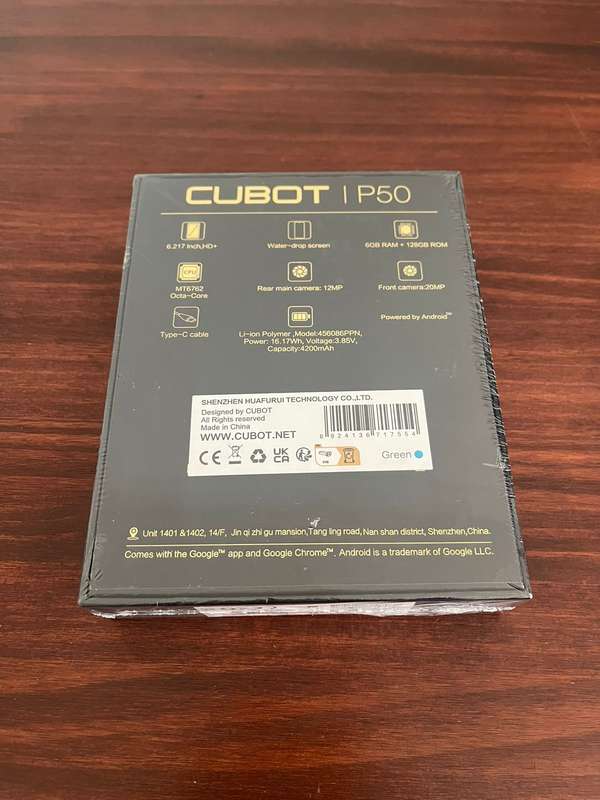 CUBOT | P50
6.217 Inch,HD+
Water-drop screen
6GB RAM + 128GB ROM
CPU
MT6762
Octa-Core
Rear main camera: 12MP
Front camera:20MP
Type-C cable
Li-ion Polymer ,Model:456086PPN,
Power: 16.17Wh, Voltage:3.85V,
Capacity:4200mAh
Powered by Android™
SHENZHEN HUAFURUI TECHNOLOGY CO.,LTD.
Designed by CUBOT
All Rights reserved
Made in China
WWW.CUBOT.NET
6 924136 717554
CE
UK
CA
Green
Unit 1401 &1402, 14/F, Jin qi zhi gu mansion,Tang ling road,Nan shan district, Shenzhen,China.
Comes with the Google™ app and Google Chrome™. Android is a trademark of Google LLC.